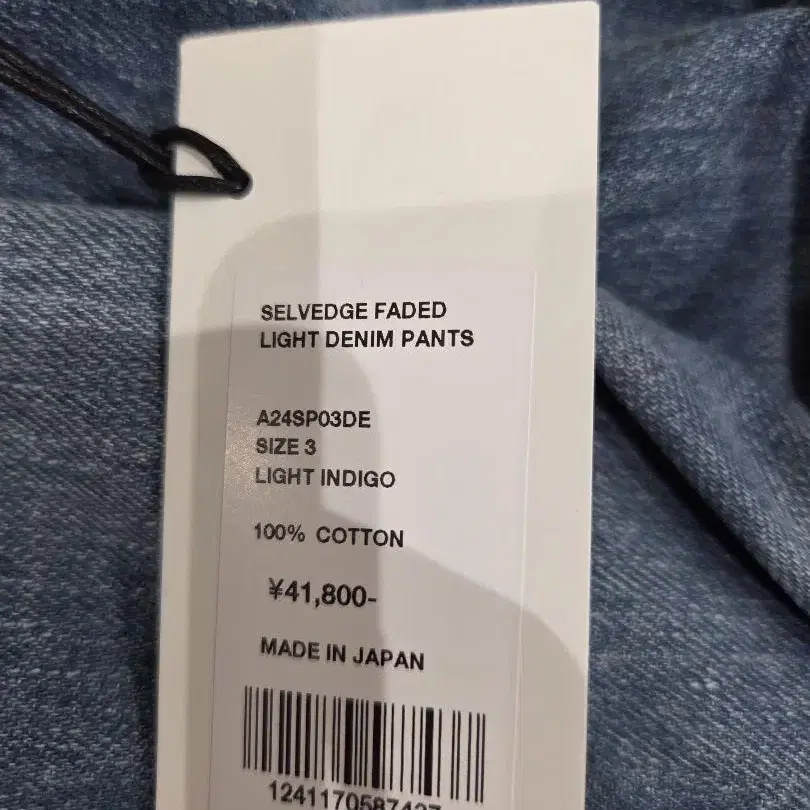 SELVEDGE FADED
LIGHT DENIM PANTS
A24SP03DE
SIZE 3
LIGHT INDIGO
100% COTTON
¥41,800-
MADE IN JAPAN